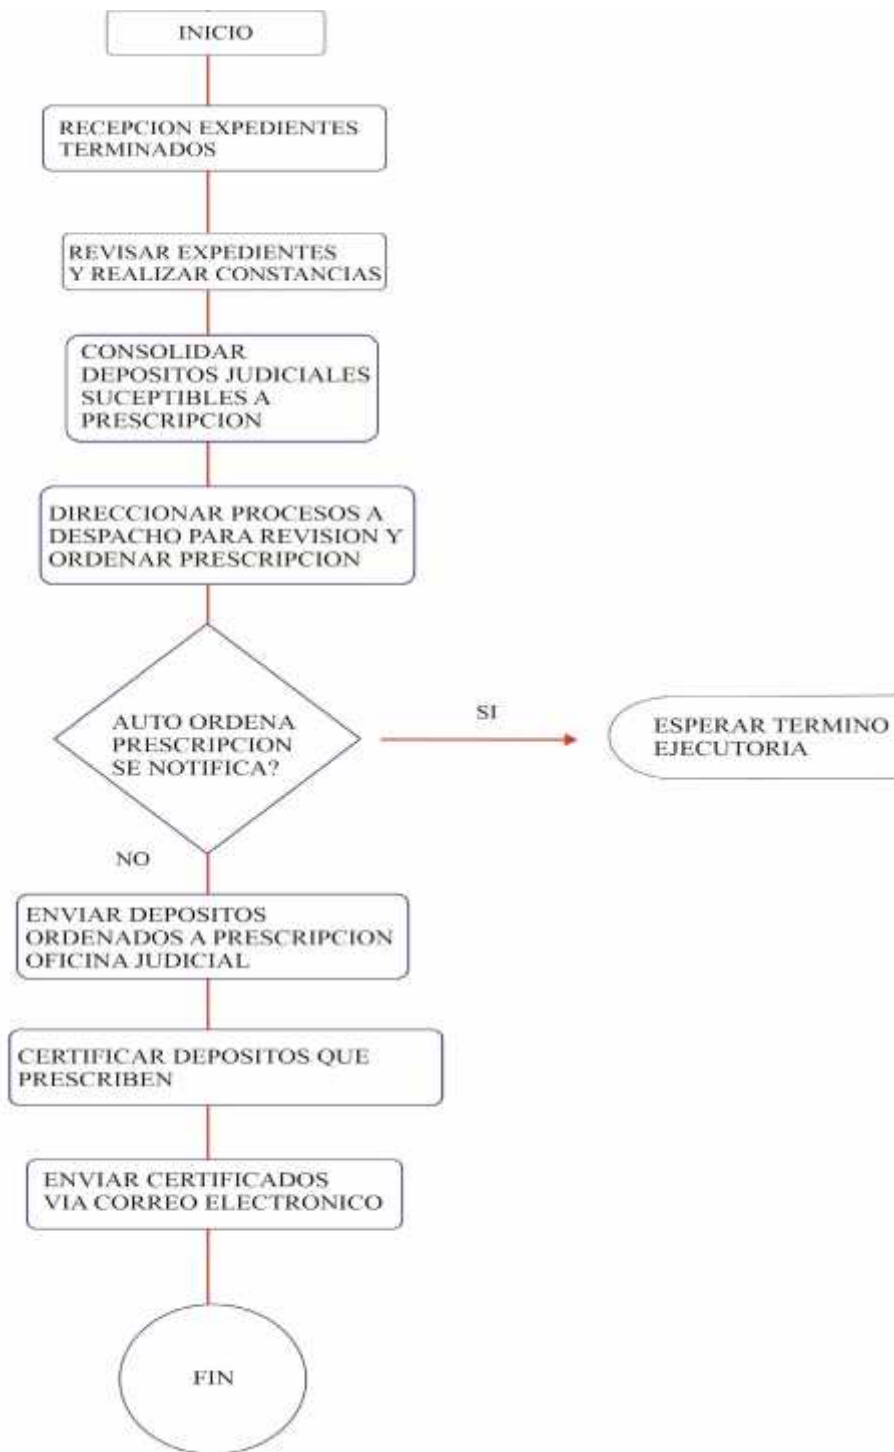 INICIO
RECEPCION EXPEDIENTES
TERMINADOS
REVISAR EXPEDIENTES
Y REALIZAR CONSTANCIAS
CONSOLIDAR
DEPOSITOS JUDICIALES
SUCEPTIBLES A
PRESCRIPCION
DIRECCIONAR PROCESOS A
DESPACHO PARA REVISION Y
ORDENAR PRESCRIPCION
AUTO ORDENA
PRESCRIPCION
SE NOTIFICA?
SI
ESPERAR TERMINO
EJECUTORIA
NO
ENVIAR DEPOSITOS
ORDENADOS A PRESCRIPCION
OFICINA JUDICIAL
CERTIFICAR DEPOSITOS QUE
PRESCRIBEN
ENVIAR CERTIFICADOS
VIA CORREO ELECTRONICO
FIN